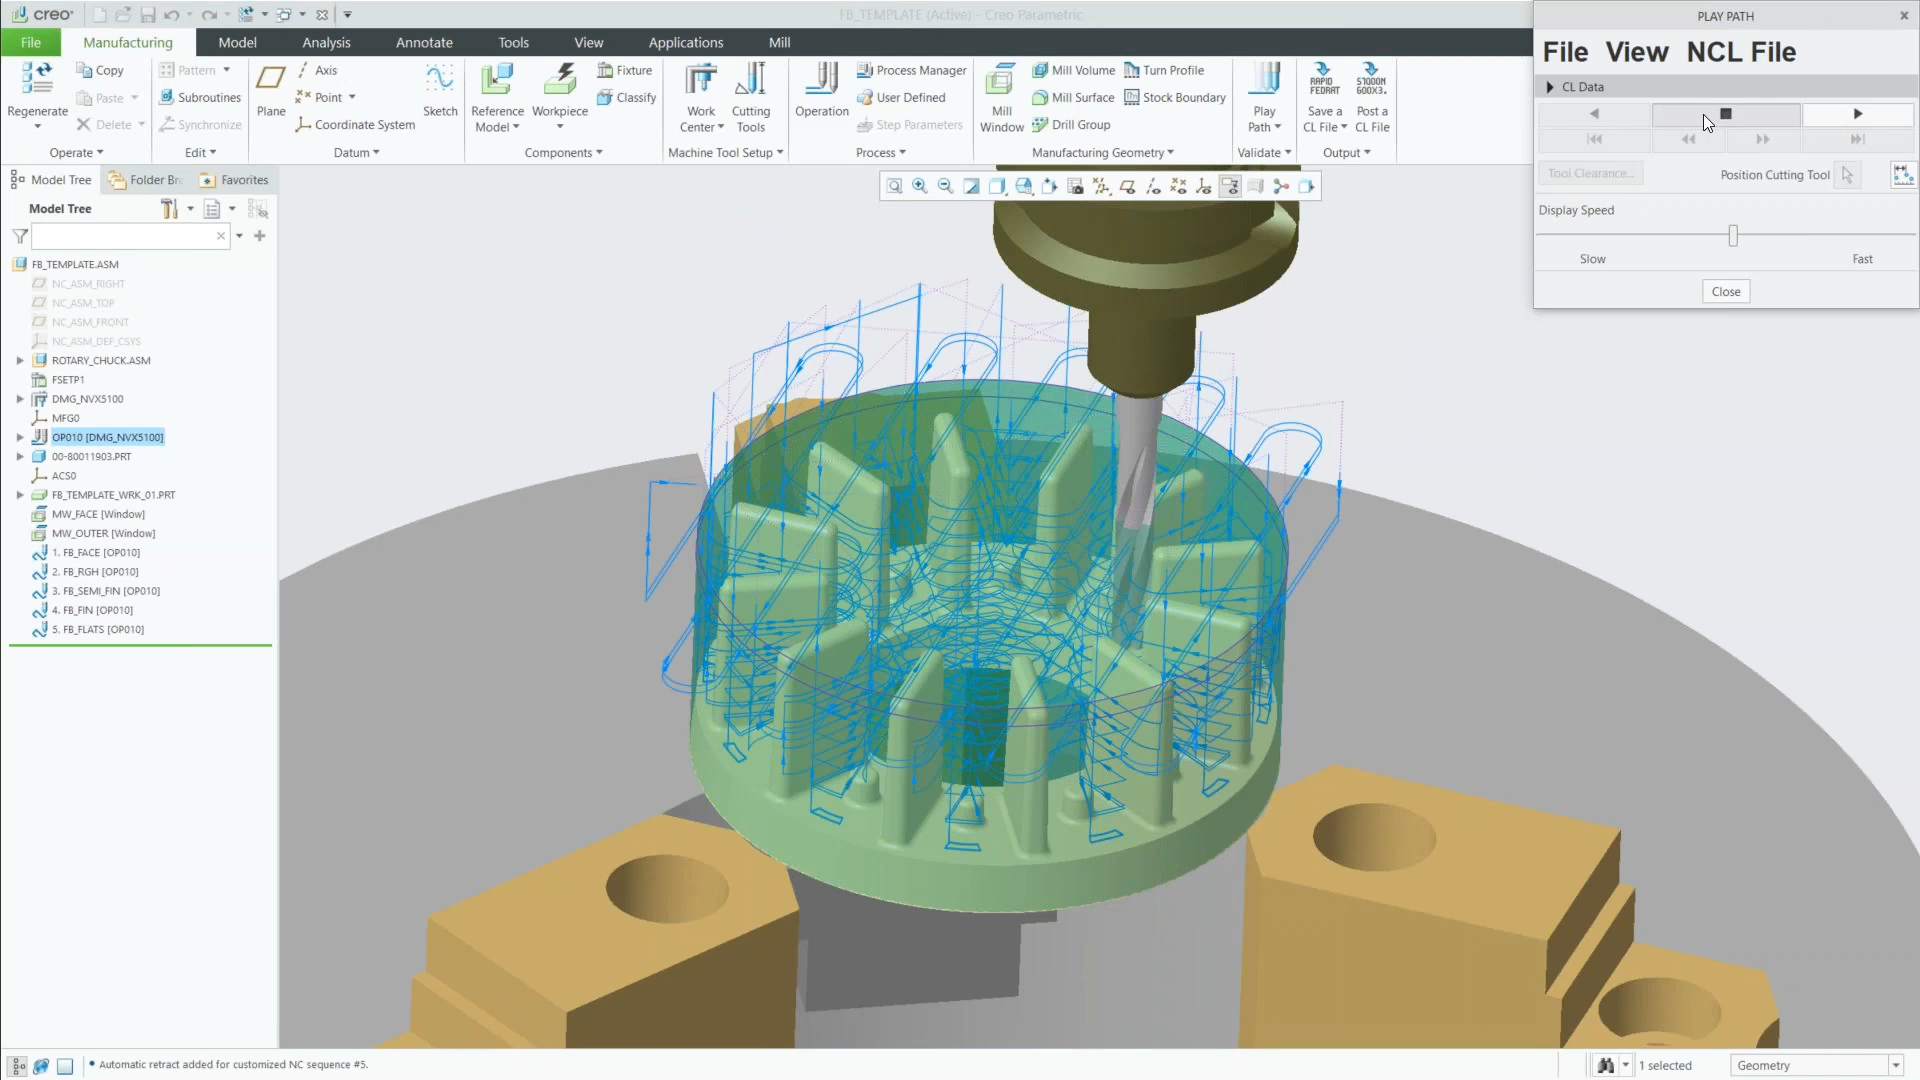 creo
FB_TEMPLATE (Active) - Creo Parametric
File
Manufacturing
Model
Analysis
Annotate
Tools
View
Applications
Mill
Regenerate
Copy
Paste
Delete
Operate
Pattern
Subroutines
Synchronize
Edit
Plane
Axis
Point
Coordinate System
Sketch
Datum
Reference
Model
Workpiece
Fixture
Classify
Components
Work
Center
Cutting
Tools
Machine Tool Setup
Operation
Process Manager
User Defined
Step Parameters
Process
Mill
Window
Mill Volume
Mill Surface
Drill Group
Turn Profile
Stock Boundary
Manufacturing Geometry
Play
Path
Validate
RAPID
FEDRAT
Save a
CL File
S1000M
G00X3.
Post a
CL File
Output
PLAY PATH
File View NCL File
CL Data
Tool Clearance...
Position Cutting Tool
Display Speed
Slow
Fast
Close
Model Tree
Folder Br
Favorites
Model Tree
FB_TEMPLATE.ASM
NC_ASM_RIGHT
NC_ASM_TOP
NC_ASM_FRONT
NC_ASM_DEF_CSYS
ROTARY_CHUCK.ASM
FSETP1
DMG_NVX5100
MFG0
OP010 [DMG_NVX5100]
00-80011903.PRT
ACS0
FB_TEMPLATE_WRK_01.PRT
MW_FACE [Window]
MW_OUTER [Window]
1. FB_FACE [OP010]
2. FB_RGH [OP010]
3. FB_SEMI_FIN [OP010]
4. FB_FIN [OP010]
5. FB_FLATS [OP010]
• Automatic retract added for customized NC sequence #5.
1 selected
Geometry